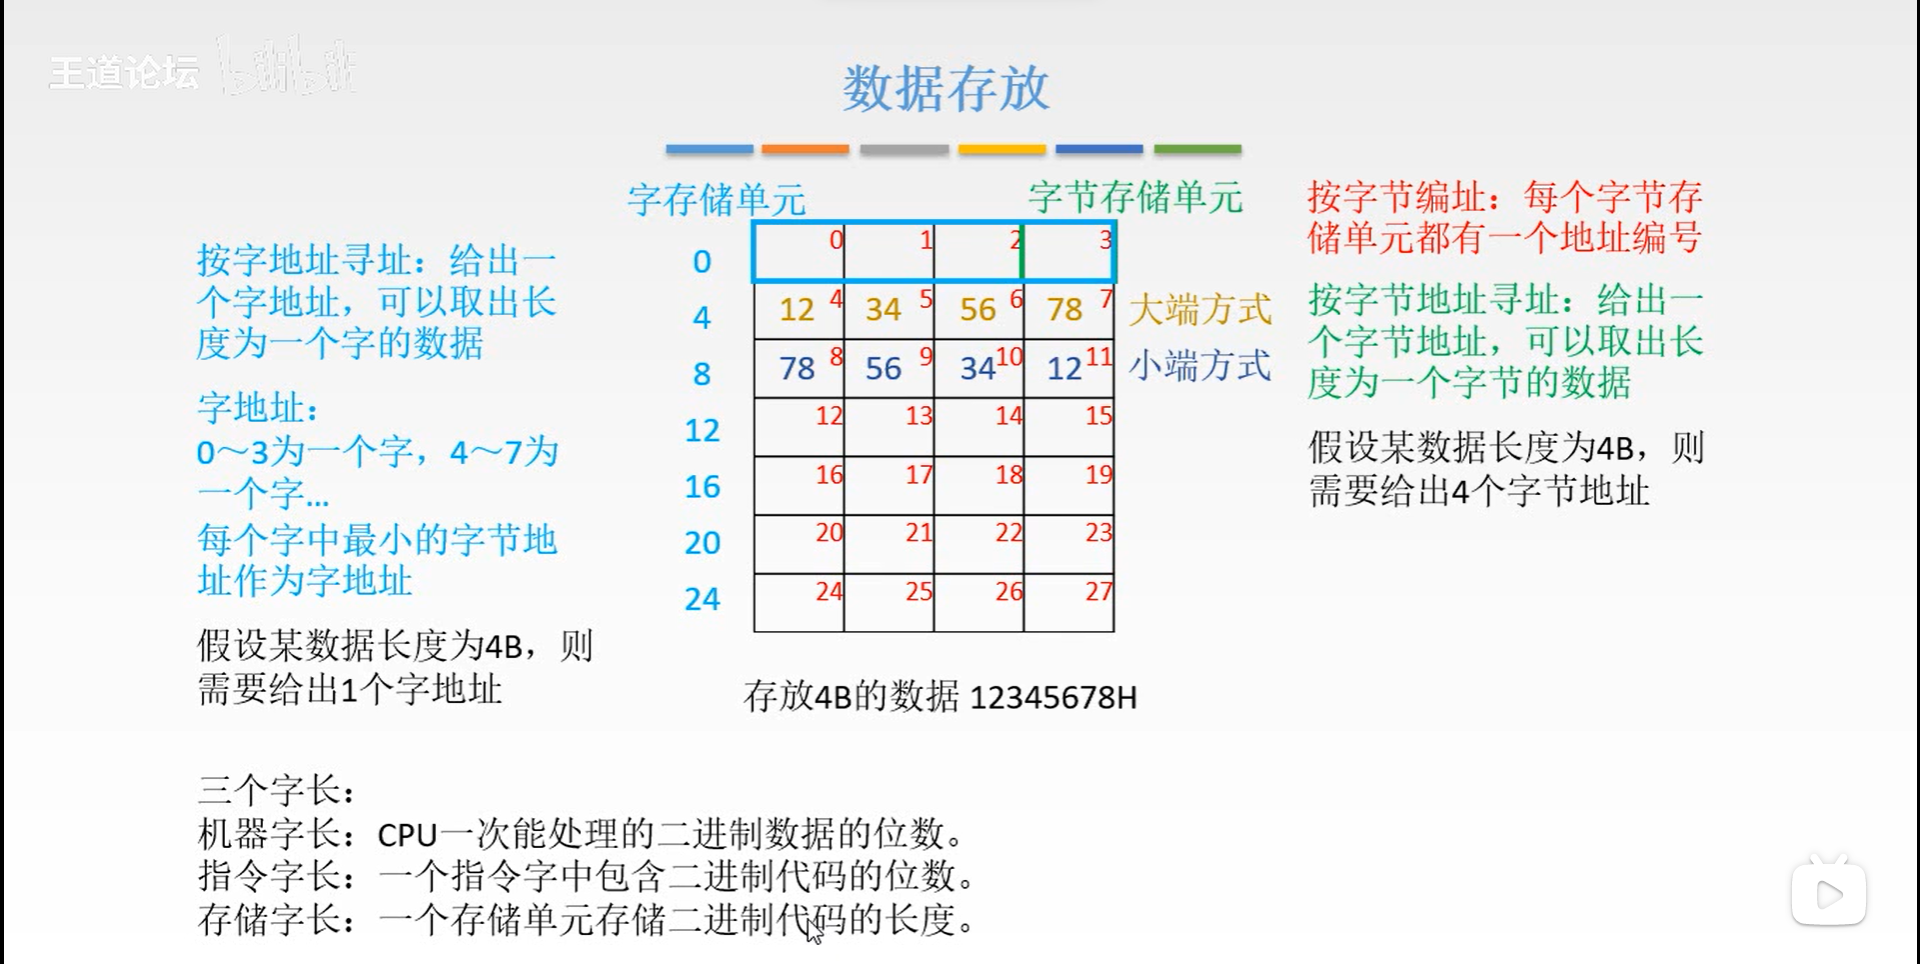 王道论坛 bilibili
数据存放
字存储单元
字节存储单元
按字地址寻址：给出一
个字地址，可以取出长
度为一个字的数据
字地址：
0～3为一个字，4～7为
一个字...
每个字中最小的字节地
址作为字地址
假设某数据长度为4B，则
需要给出1个字地址
0 0 1 2 3
4 12 4 34 5 56 6 78 7 大端方式
8 78 8 56 9 34 10 12 11 小端方式
12 12 13 14 15
16 16 17 18 19
20 20 21 22 23
24 24 25 26 27
存放4B的数据 12345678H
按字节编址：每个字节存
储单元都有一个地址编号
按字节地址寻址：给出一
个字节地址，可以取出长
度为一个字节的数据
假设某数据长度为4B，则
需要给出4个字节地址
三个字长：
机器字长：CPU一次能处理的二进制数据的位数。
指令字长：一个指令字中包含二进制代码的位数。
存储字长：一个存储单元存储二进制代码的长度。